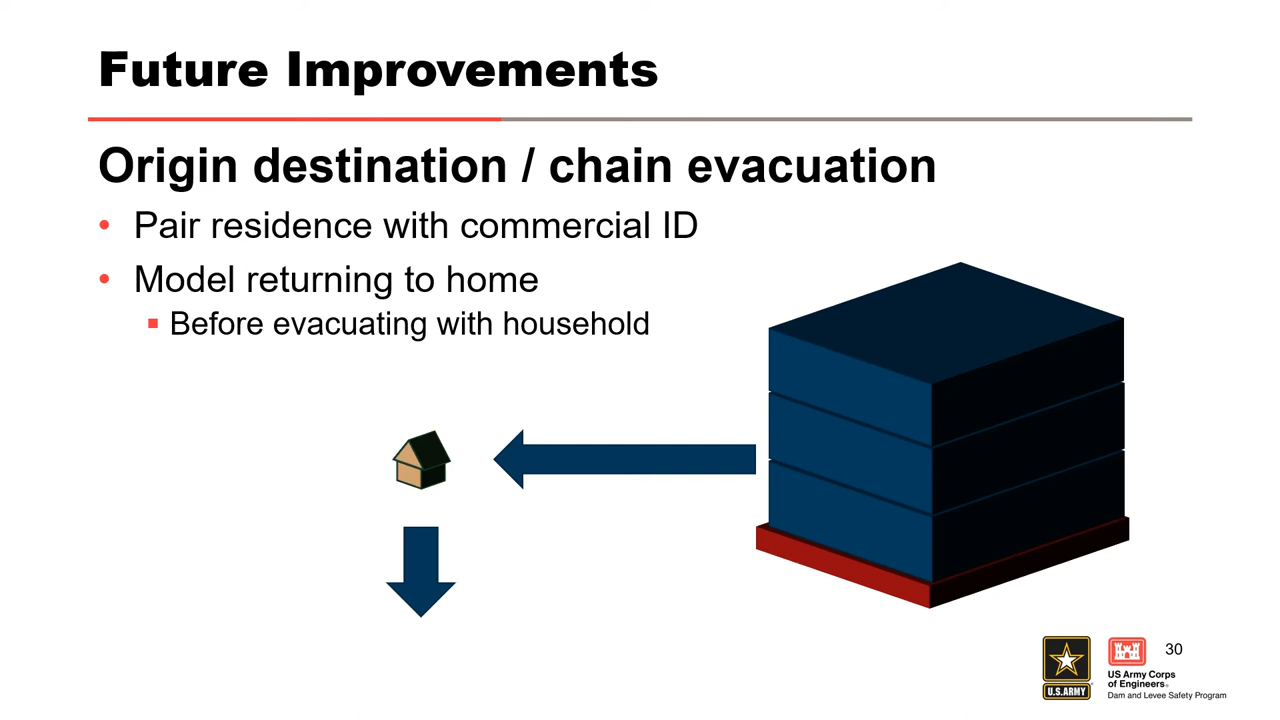 Future Improvements
Origin destination / chain evacuation
• Pair residence with commercial ID
• Model returning to home
▪ Before evacuating with household
U.S.ARMY
US Army Corps
of Engineers®
Dam and Levee Safety Program
30